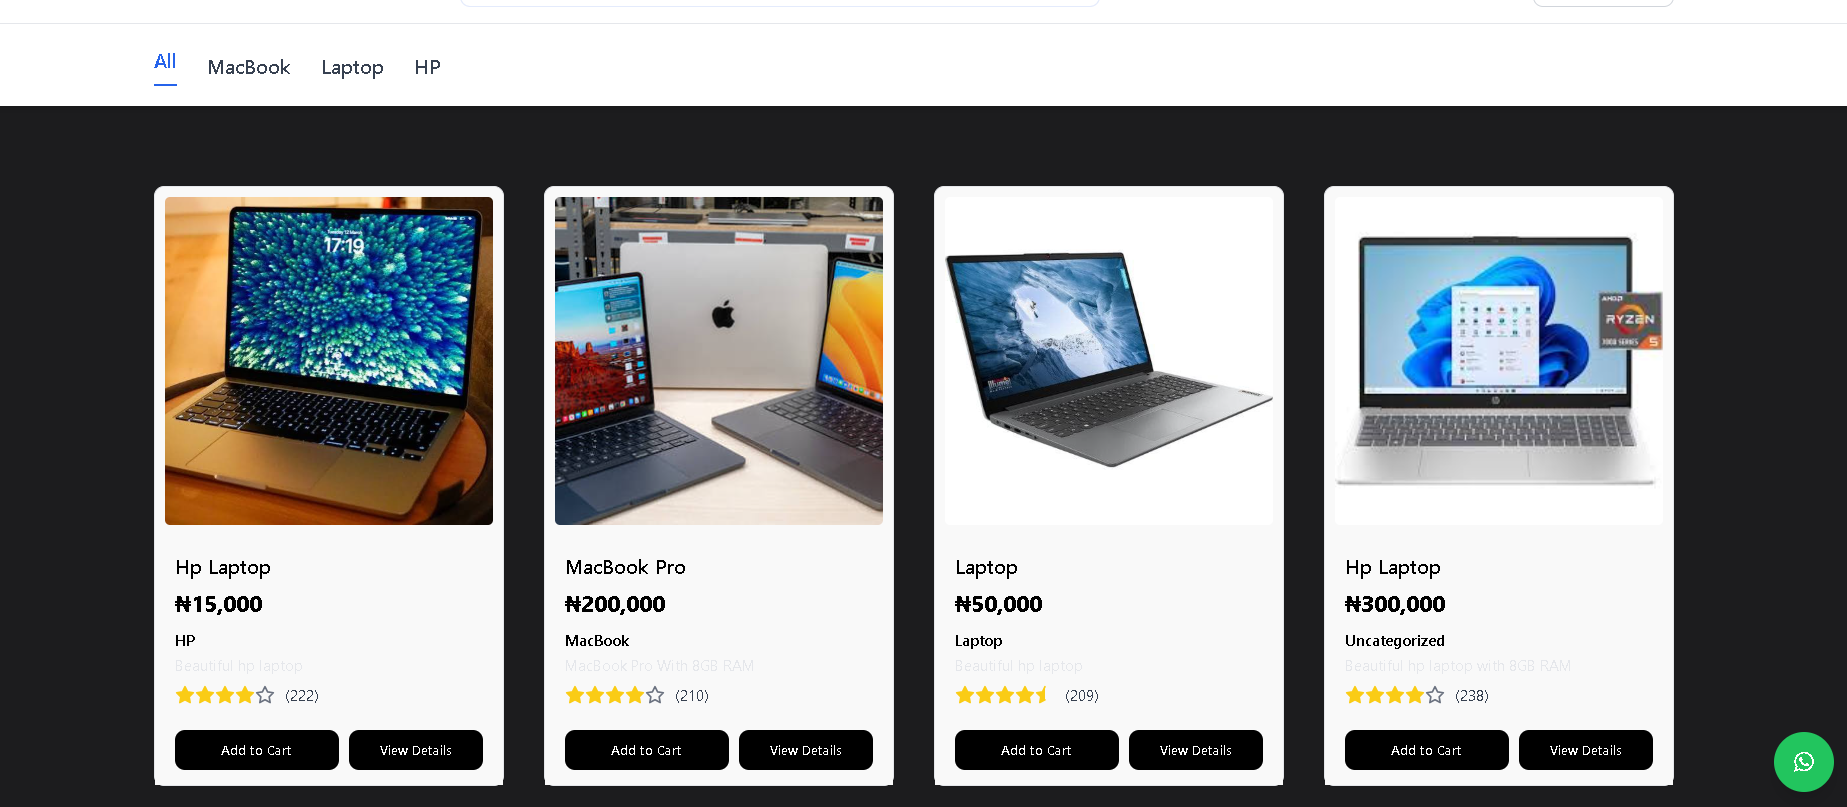 All MacBook Laptop HP
17:19
AMD
RYZEN
7000 SERIES 5
Hp Laptop
₦15,000
HP
Beautiful hp laptop
(222)
Add to Cart View Details
MacBook Pro
₦200,000
MacBook
MacBook Pro With 8GB RAM
(210)
Add to Cart View Details
Laptop
₦50,000
Laptop
Beautiful hp laptop
(209)
Add to Cart View Details
Hp Laptop
₦300,000
Uncategorized
Beautiful hp laptop with 8GB RAM
(238)
Add to Cart View Details